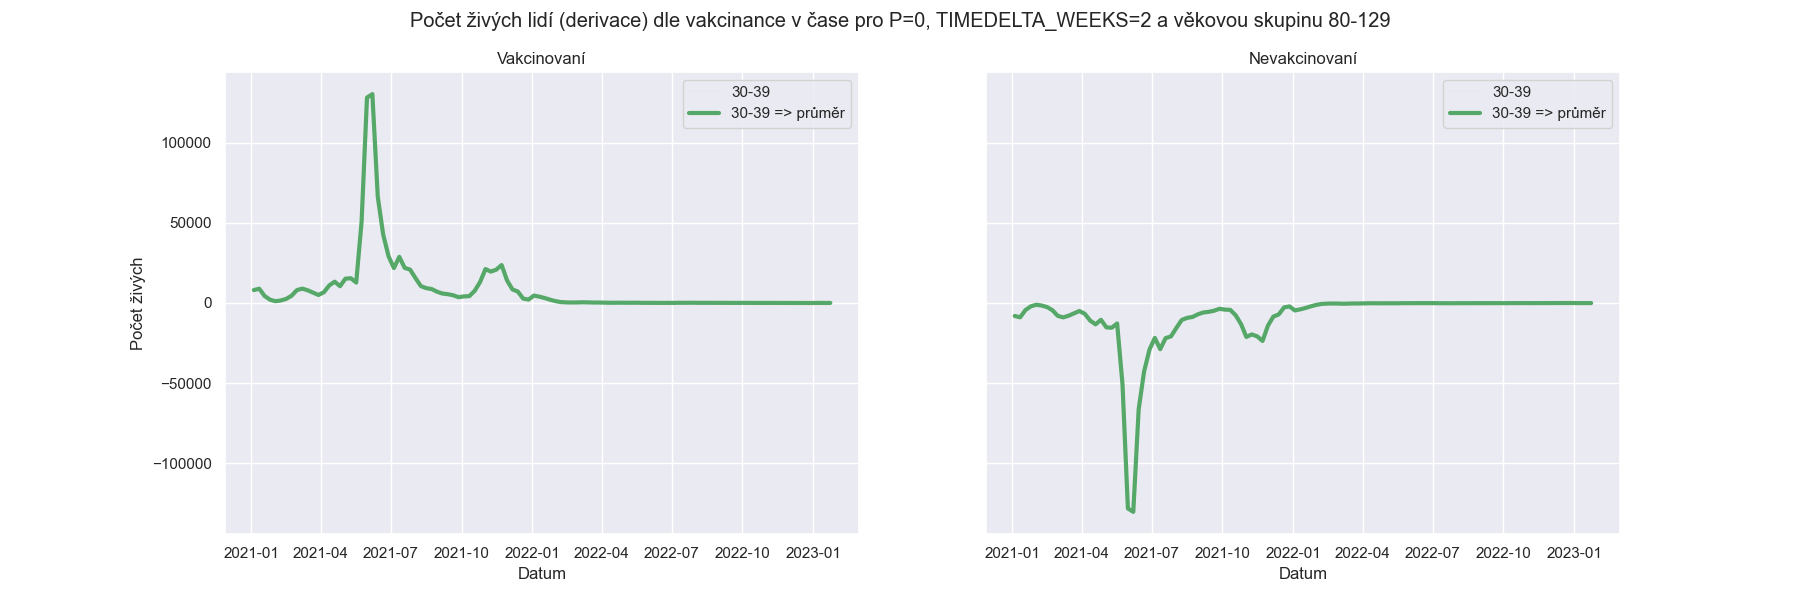 Počet živých lidí (derivace) dle vakcinance v čase pro P=0, TIMEDELTA_WEEKS=2 a věkovou skupinu 80-129
Vakcinovaní
30-39
30-39 => průměr
Počet živých
100000
50000
0
−50000
−100000
2021-01 2021-04 2021-07 2021-10 2022-01 2022-04 2022-07 2022-10 2023-01
Datum
Nevakcinovaní
30-39
30-39 => průměr
2021-01 2021-04 2021-07 2021-10 2022-01 2022-04 2022-07 2022-10 2023-01
Datum